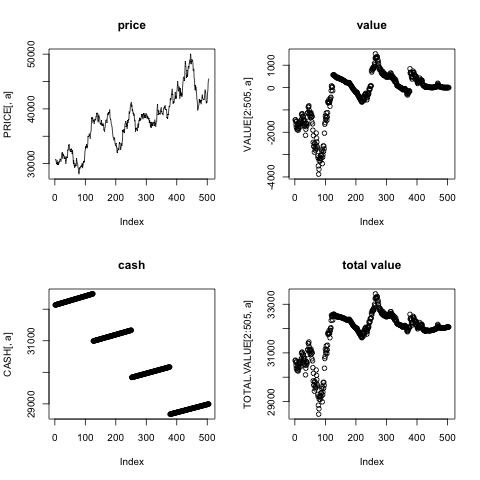 price
PRICE[, a]
30000 40000 50000
0 100 200 300 400 500
Index
value
VALUE[2:505, a]
-4000 -2000 0 1000
0 100 200 300 400 500
Index
cash
CASH[, a]
29000 31000
0 100 200 300 400 500
Index
total value
TOTAL.VALUE[2:505, a]
29000 31000 33000
0 100 200 300 400 500
Index